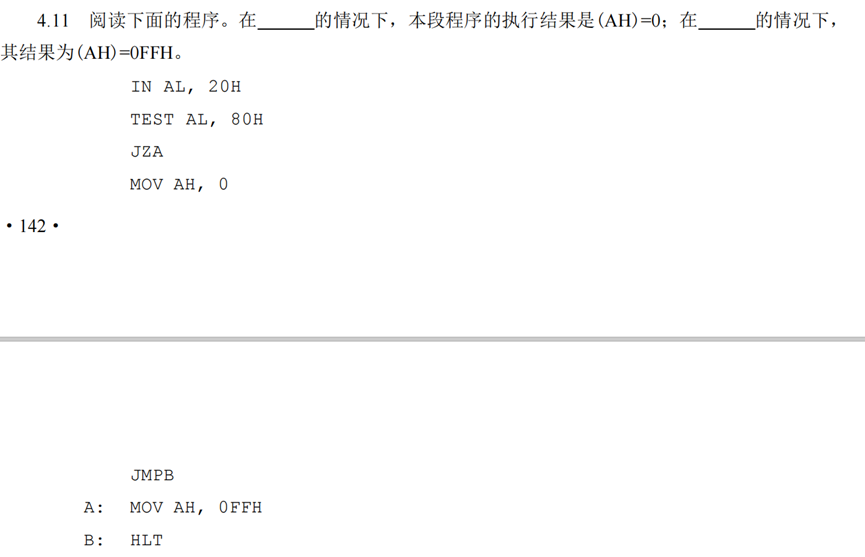 4.11 阅读下面的程序。在______的情况下，本段程序的执行结果是(AH)=0；在______的情况下，
其结果为(AH)=0FFH。
IN AL, 20H
TEST AL, 80H
JZA
MOV AH, 0
·142·
JMPB
A: MOV AH, 0FFH
B: HLT